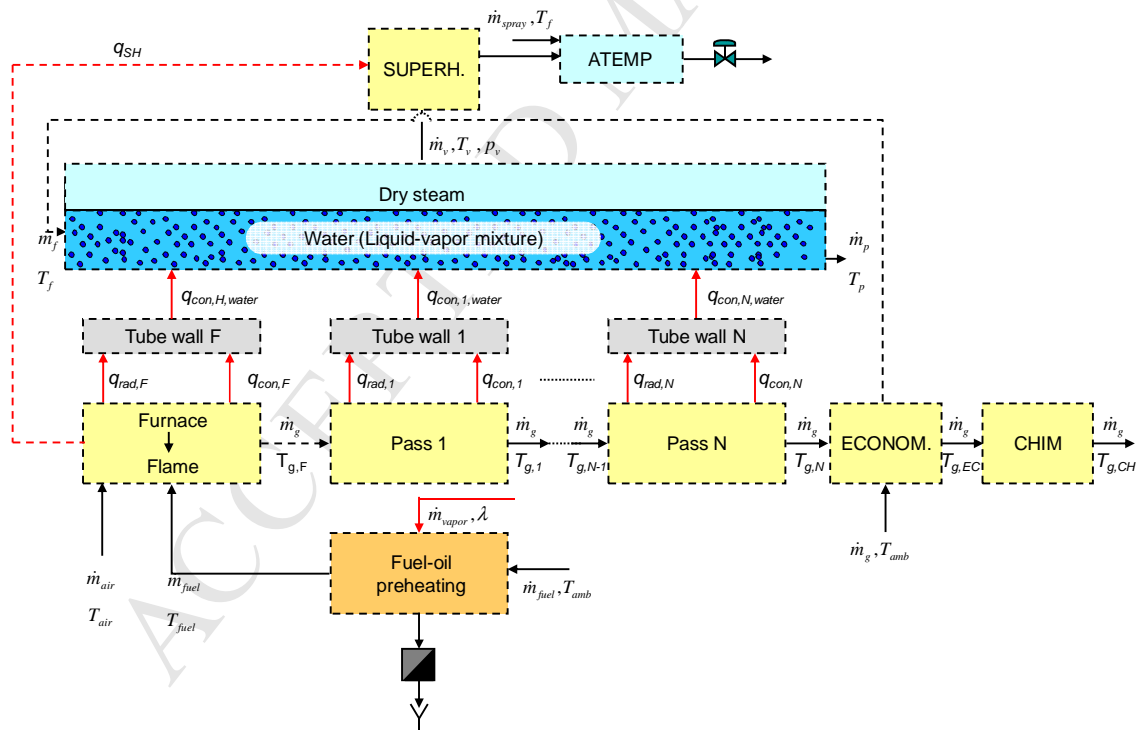 ṁ_spray, T_f
q_SH
SUPERH.
ATEMP
ṁ_v, T_v, p_v
Dry steam
Water (Liquid-vapor mixture)
ṁ_f
T_f
ṁ_p
T_p
q_con,H,water
q_con,1,water
q_con,N,water
Tube wall F
Tube wall 1
Tube wall N
q_rad,F
q_con,F
q_rad,1
q_con,1
q_rad,N
q_con,N
Furnace
Flame
ṁ_g
T_g,F
Pass 1
ṁ_g
T_g,1
ṁ_g
T_g,N-1
Pass N
ṁ_g
T_g,N
ECONOM.
ṁ_g
T_g,EC
CHIM
ṁ_g
T_g,CH
ṁ_vapor, λ
Fuel-oil
preheating
ṁ_fuel, T_amb
ṁ_g, T_amb
ṁ_air
T_air
m_fuel
T_fuel
ACCEPTED MA